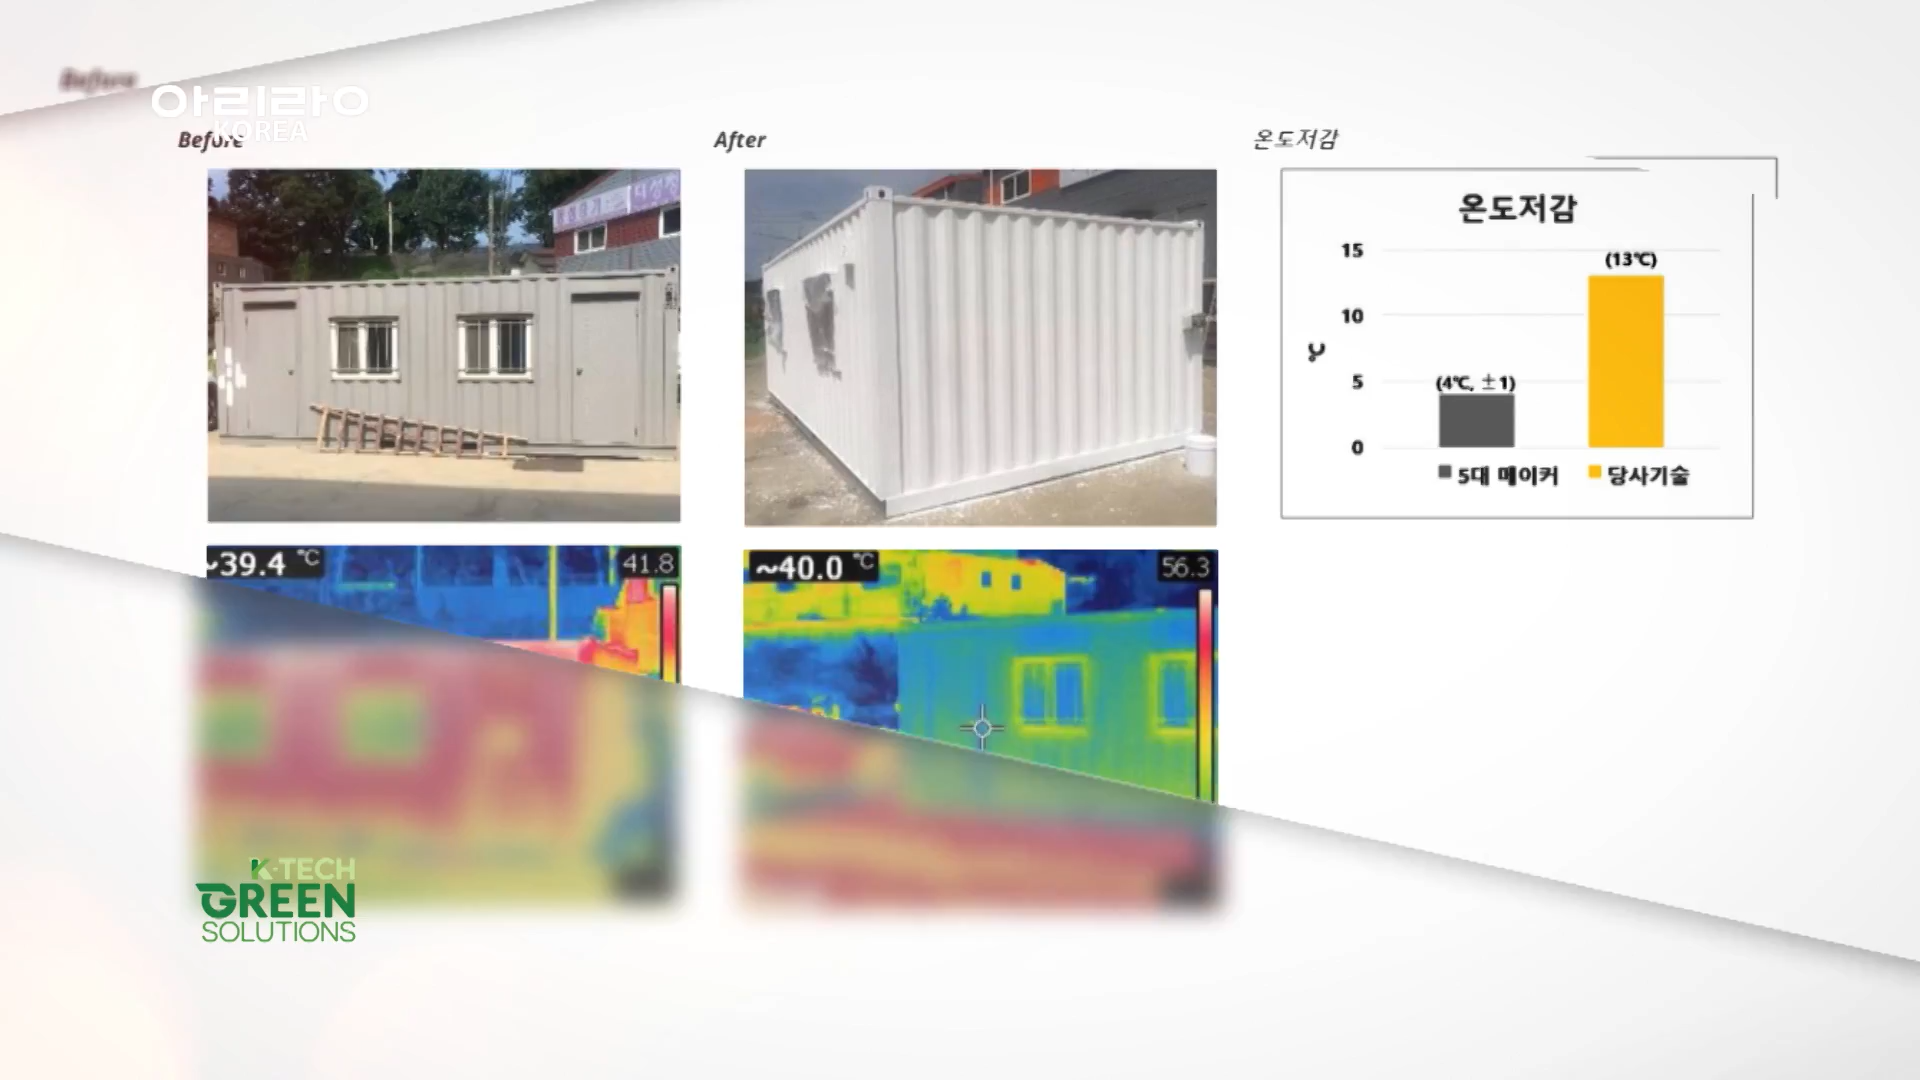 Before
아리랑
KOREA
Before
After
온도저감
온도저감
15
10
5
0
℃
(4℃, ±1)
(13℃)
5대 메이커
당사기술
~39.4 °C
41.8
~40.0 °C
56.3
K-TECH
GREEN
SOLUTIONS